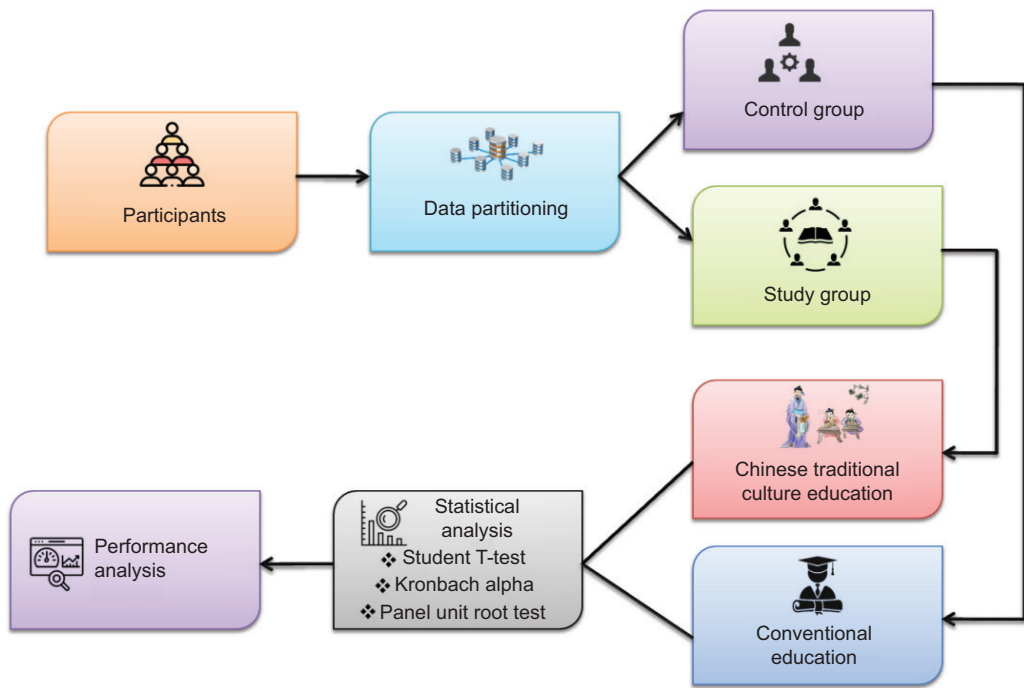 Participants
Data partitioning
Control group
Study group
Chinese traditional
culture education
Conventional
education
Statistical
analysis
❖ Student T-test
❖ Kronbach alpha
❖ Panel unit root test
Performance
analysis